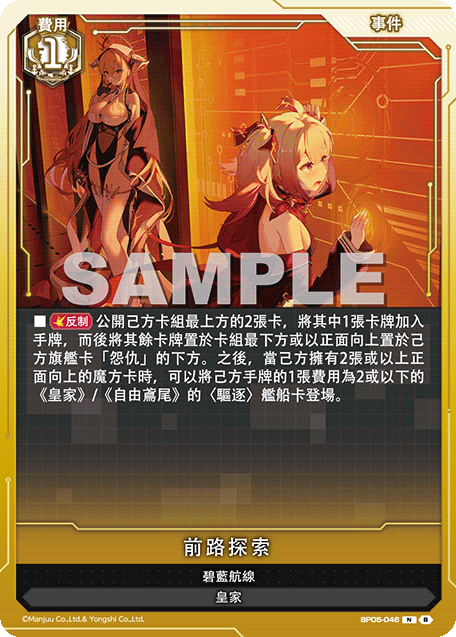 費用
1
事件
SAMPLE
■ 反制 公開己方卡組最上方的2張卡，將其中1張卡牌加入
手牌，而後將其餘卡牌置於卡組最下方或以正面向上置於己
方旗艦卡「怨仇」的下方。之後，當己方擁有2張或以上正
面向上的魔方卡時，可以將己方手牌的1張費用為2或以下的
《皇家》/《自由鳶尾》的〈驅逐〉艦船卡登場。
前路探索
碧藍航線
皇家
©Manjuu Co.,Ltd.& Yongshi Co.,Ltd.
BP05-046 N B